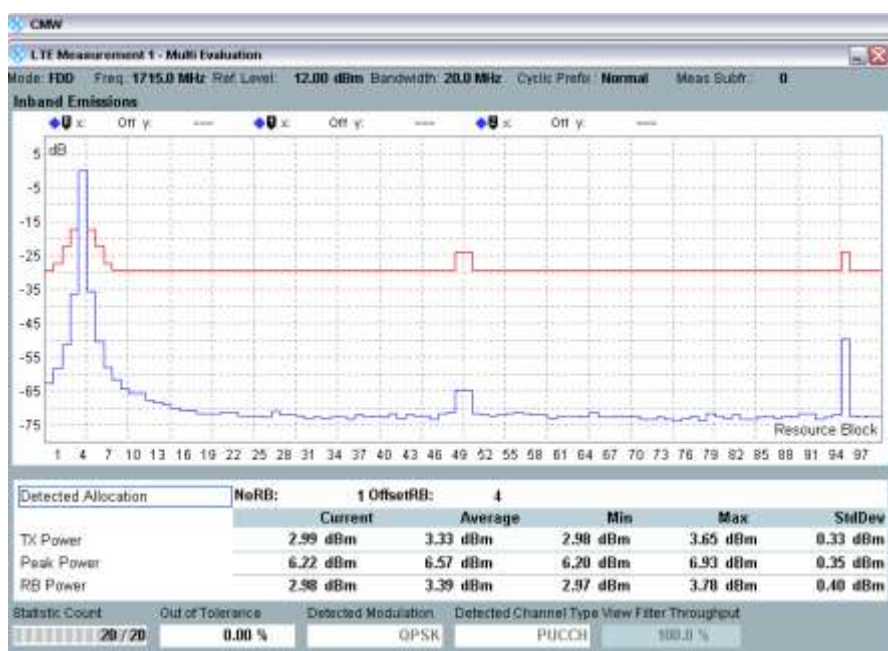 CMW
LTE Measurement 1 - Multi Evaluation
Mode: FDD Freq: 1715.0 MHz Ref. Level: 12.00 dBm Bandwidth: 20.0 MHz Cyclic Prefix: Normal Meas Subfr.: 0
Inband Emissions
x: Off y: --- x: Off y: --- x: Off y: ---
dB
5
-5
-15
-25
-35
-45
-55
-65
-75
Resource Block
1 4 7 10 13 16 19 22 25 28 31 34 37 40 43 46 49 52 55 58 61 64 67 70 73 76 79 82 85 88 91 94 97
Detected Allocation NoRB: 1 OffsetRB: 4
Current Average Min Max StdDev
TX Power 2.99 dBm 3.33 dBm 2.98 dBm 3.65 dBm 0.33 dBm
Peak Power 6.22 dBm 6.57 dBm 6.20 dBm 6.93 dBm 0.35 dBm
RB Power 2.98 dBm 3.39 dBm 2.97 dBm 3.78 dBm 0.40 dBm
Statistic Count Out of Tolerance Detected Modulation Detected Channel Type View Filter Throughput
20 / 20 0.00 % QPSK PUCCH 100.0 %